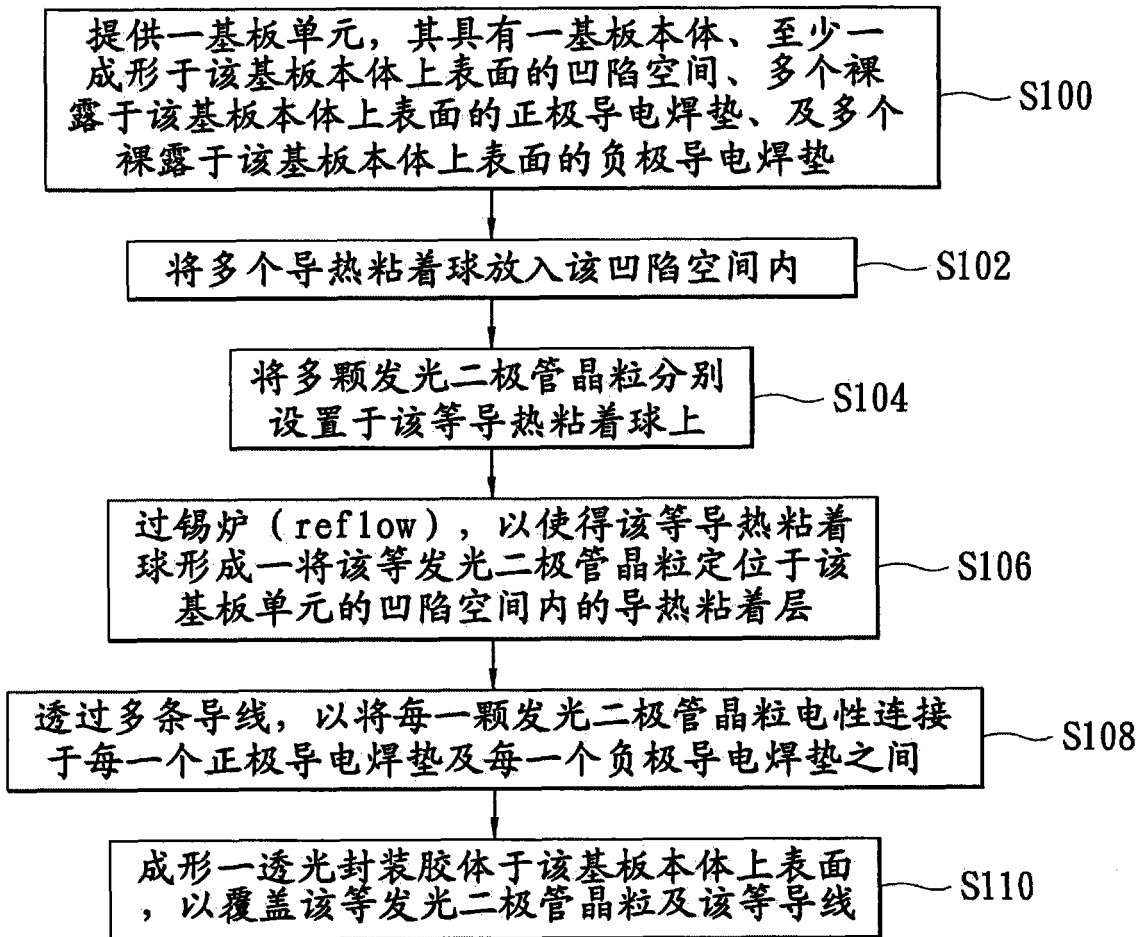 提供一基板单元，其具有一基板本体、至少一
成形于该基板本体上表面的凹陷空间、多个裸
露于该基板本体上表面的正极导电焊垫、及多个
裸露于该基板本体上表面的负极导电焊垫
S100
将多个导热粘着球放入该凹陷空间内
S102
将多颗发光二极管晶粒分别
设置于该等导热粘着球上
S104
过锡炉（reflow），以使得该等导热粘着
球形成一将该等发光二极管晶粒定位于该
基板单元的凹陷空间内的导热粘着层
S106
透过多条导线，以将每一颗发光二极管晶粒电性连接
于每一个正极导电焊垫及每一个负极导电焊垫之间
S108
成形一透光封装胶体于该基板本体上表面
，以覆盖该等发光二极管晶粒及该等导线
S110